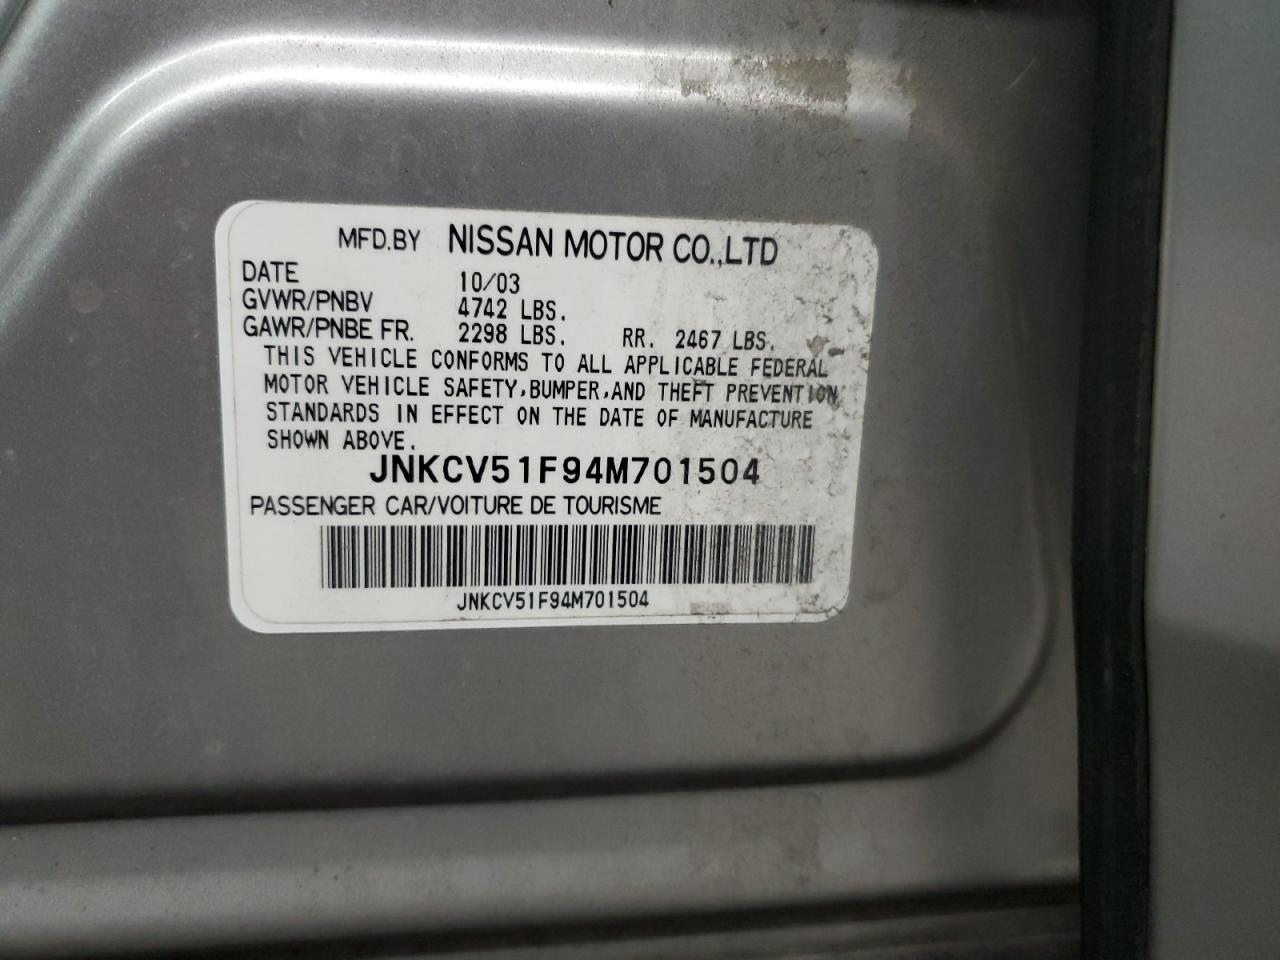 MFD.BY NISSAN MOTOR CO.,LTD
DATE 10/03
GVWR/PNBV 4742 LBS.
GAWR/PNBE FR. 2298 LBS. RR. 2467 LBS.
THIS VEHICLE CONFORMS TO ALL APPLICABLE FEDERAL
MOTOR VEHICLE SAFETY,BUMPER,AND THEFT PREVENTION
STANDARDS IN EFFECT ON THE DATE OF MANUFACTURE
SHOWN ABOVE.
JNKCV51F94M701504
PASSENGER CAR/VOITURE DE TOURISME
JNKCV51F94M701504